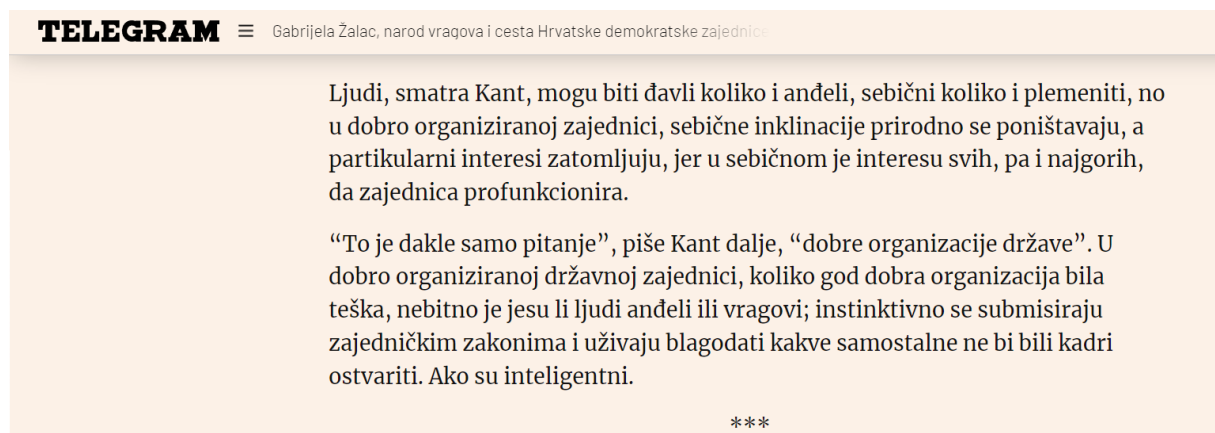 TELEGRAM ≡ Gabrijela Žalac, narod vragova i cesta Hrvatske demokratske zajednice
Ljudi, smatra Kant, mogu biti đavli koliko i anđeli, sebični koliko i plemeniti, no
u dobro organiziranoj zajednici, sebične inklinacije prirodno se poništavaju, a
partikularni interesi zatomljuju, jer u sebičnom je interesu svih, pa i najgorih,
da zajednica profunkcionira.
“To je dakle samo pitanje”, piše Kant dalje, “dobre organizacije države”. U
dobro organiziranoj državnoj zajednici, koliko god dobra organizacija bila
teška, nebitno je jesu li ljudi anđeli ili vragovi; instinktivno se submisiraju
zajedničkim zakonima i uživaju blagodati kakve samostalne ne bi bili kadri
ostvariti. Ako su inteligentni.
***